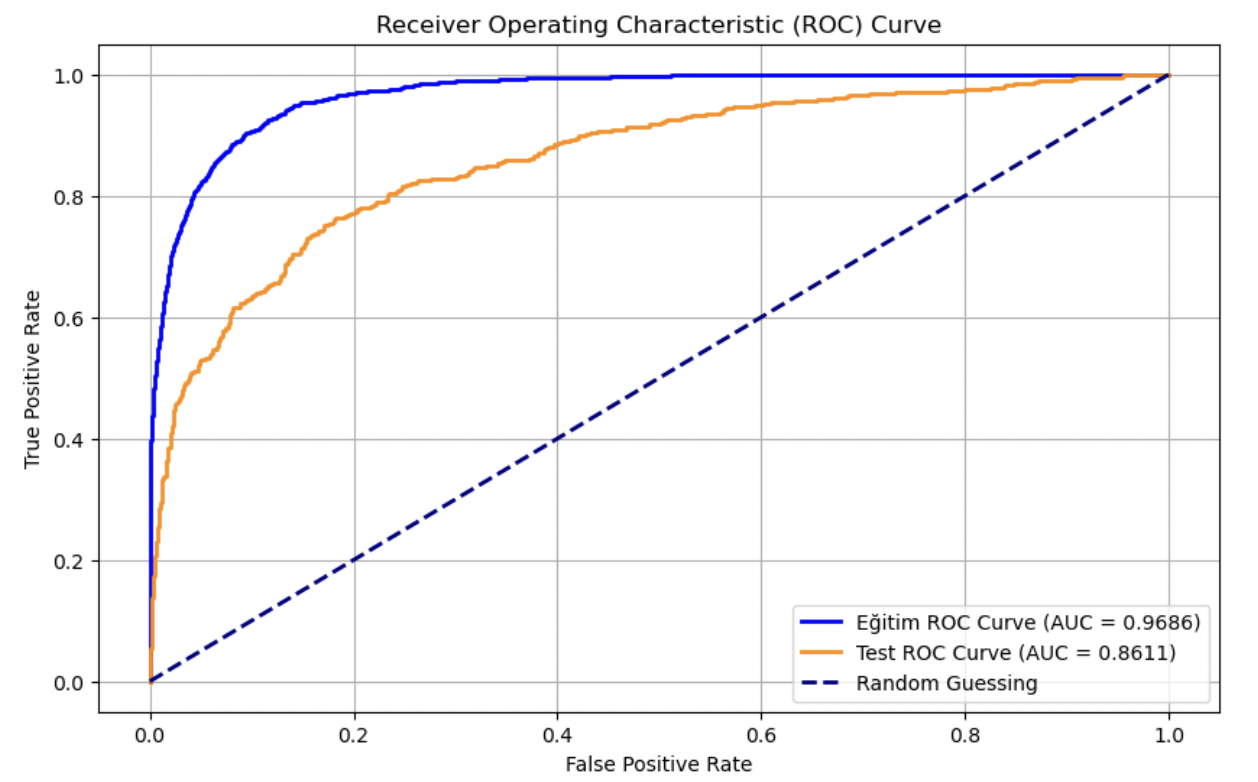 Receiver Operating Characteristic (ROC) Curve
True Positive Rate
1.0
0.8
0.6
0.4
0.2
0.0
Eğitim ROC Curve (AUC = 0.9686)
Test ROC Curve (AUC = 0.8611)
Random Guessing
0.0 0.2 0.4 0.6 0.8 1.0
False Positive Rate